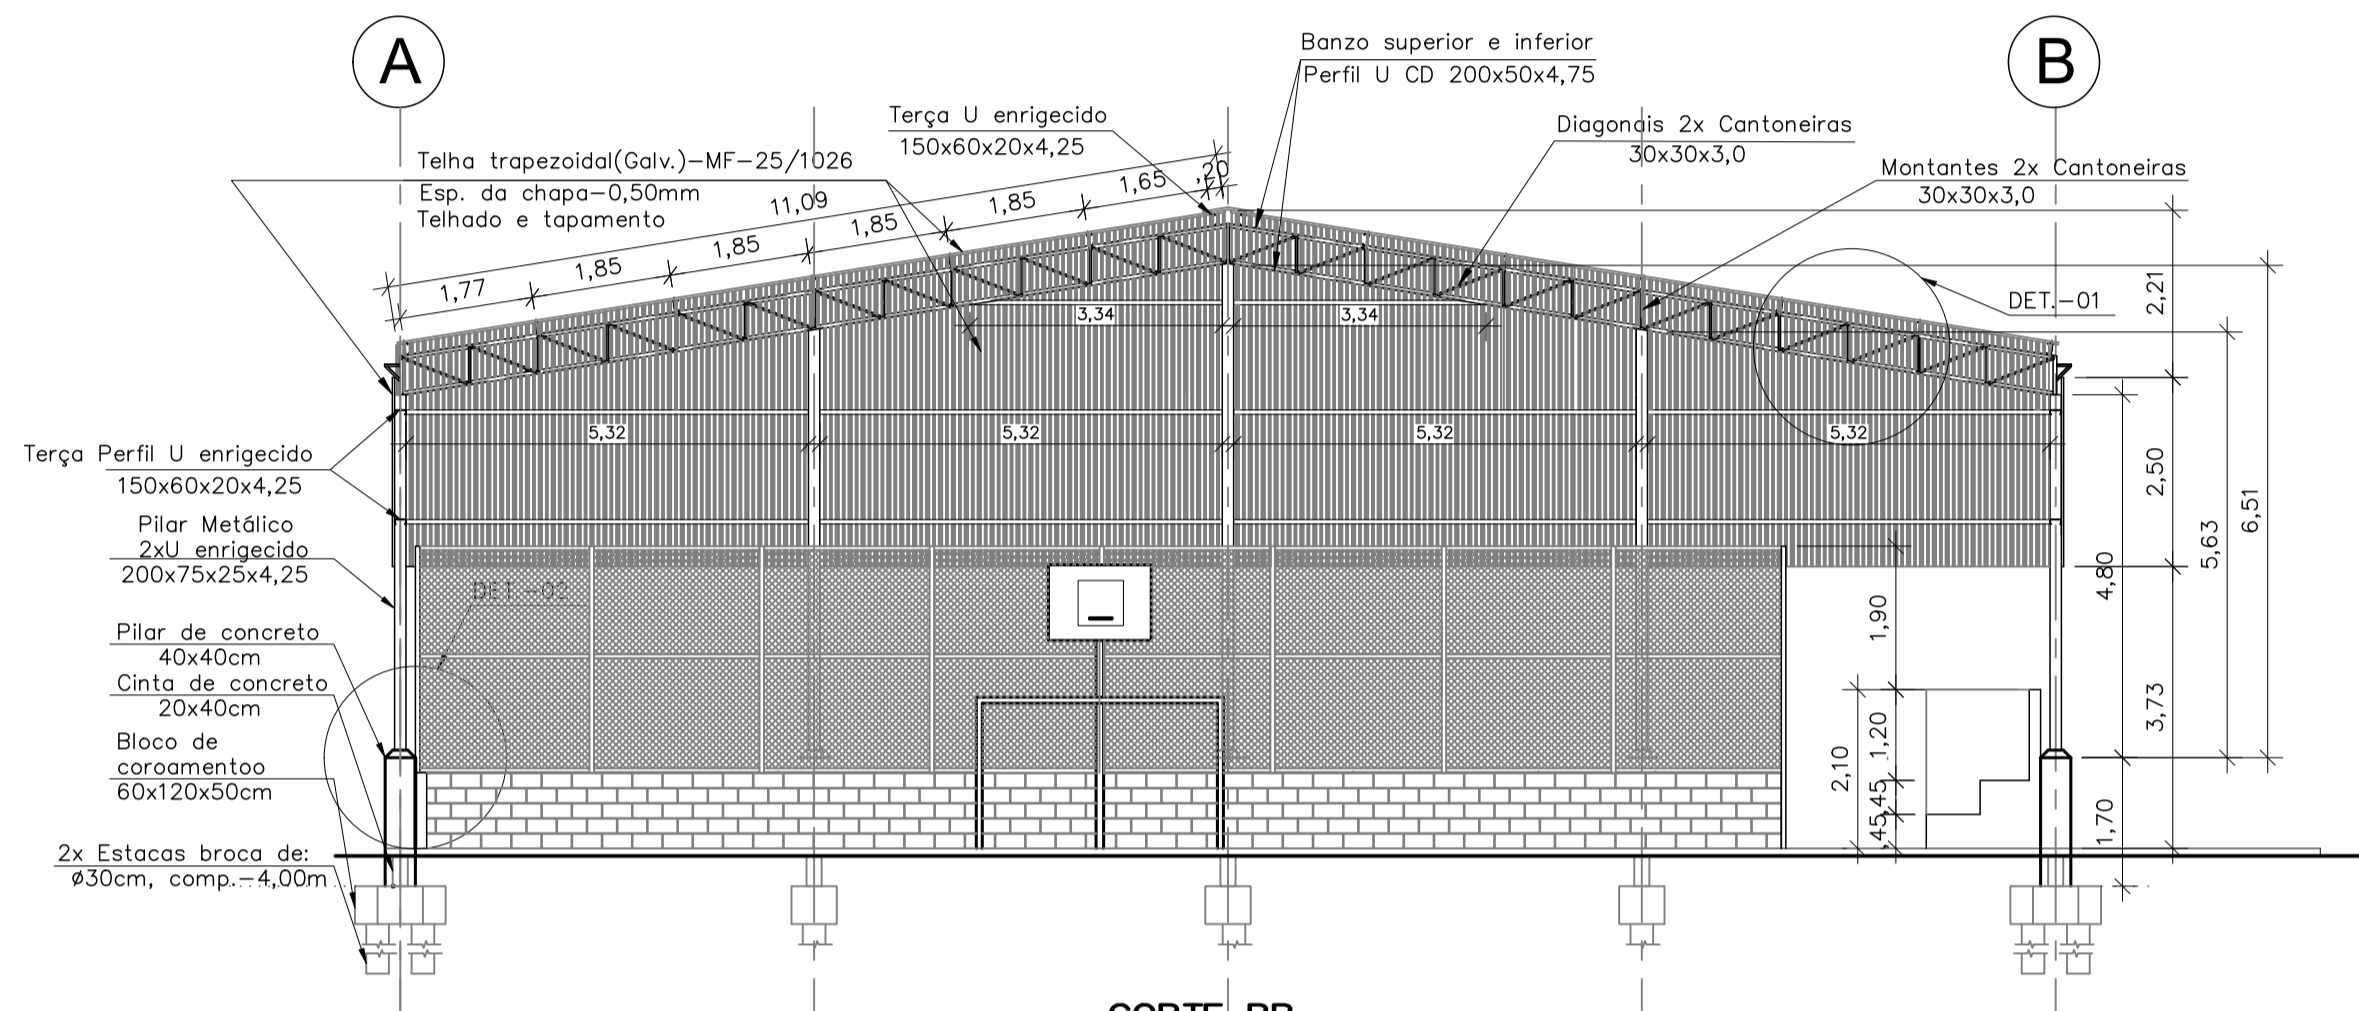 A
B
Banzo superior e inferior
Perfil U CD 200x50x4,75
Terça U enrigecido
150x60x20x4,25
Diagonais 2x Cantoneiras
30x30x3,0
Telha trapezoidal(Galv.)-MF-25/1026
Esp. da chapa-0,50mm
Telhado e tapamento
Montantes 2x Cantoneiras
30x30x3,0
11,09
1,77
1,85
1,85
1,85
1,85
1,65
,20
DET.-01
2,21
3,34
3,34
5,32
5,32
5,32
5,32
Terça Perfil U enrigecido
150x60x20x4,25
2,50
6,51
5,63
4,80
Pilar Metálico
2xU enrigecido
200x75x25x4,25
DET.-02
1,90
Pilar de concreto
40x40cm
Cinta de concreto
20x40cm
3,73
1,20
2,10
Bloco de
coroamentoo
60x120x50cm
,45
,45
1,70
2x Estacas broca de:
ø30cm, comp.-4,00m
CORTE BB